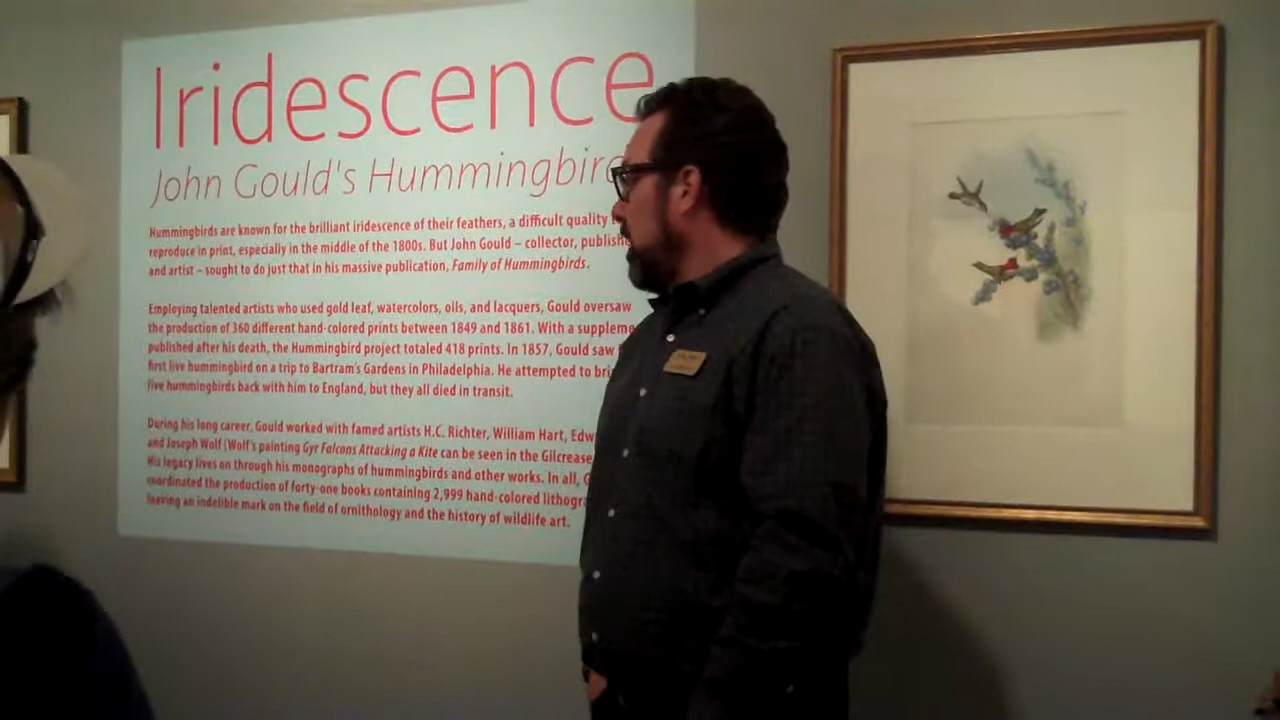 Iridescence
John Gould's Hummingbird
Hummingbirds are known for the brilliant iridescence of their feathers, a difficult quality
reproduce in print, especially in the middle of the 1800s. But John Gould – collector, publishe
and artist – sought to do just that in his massive publication, Family of Hummingbirds.
Employing talented artists who used gold leaf, watercolors, oils, and lacquers, Gould oversaw
the production of 360 different hand-colored prints between 1849 and 1861. With a suppleme
published after his death, the Hummingbird project totaled 418 prints. In 1857, Gould saw
first live hummingbird on a trip to Bartram's Gardens in Philadelphia. He attempted to bri
live hummingbirds back with him to England, but they all died in transit.
During his long career, Gould worked with famed artists H.C. Richter, William Hart, Edw
and Joseph Wolf (Wolf's painting Gyr Falcons Attacking a Kite can be seen in the Gilcrease
His legacy lives on through his monographs of hummingbirds and other works. In all, G
coordinated the production of forty-one books containing 2,999 hand-colored lithogra
leaving an indelible mark on the field of ornithology and the history of wildlife art.